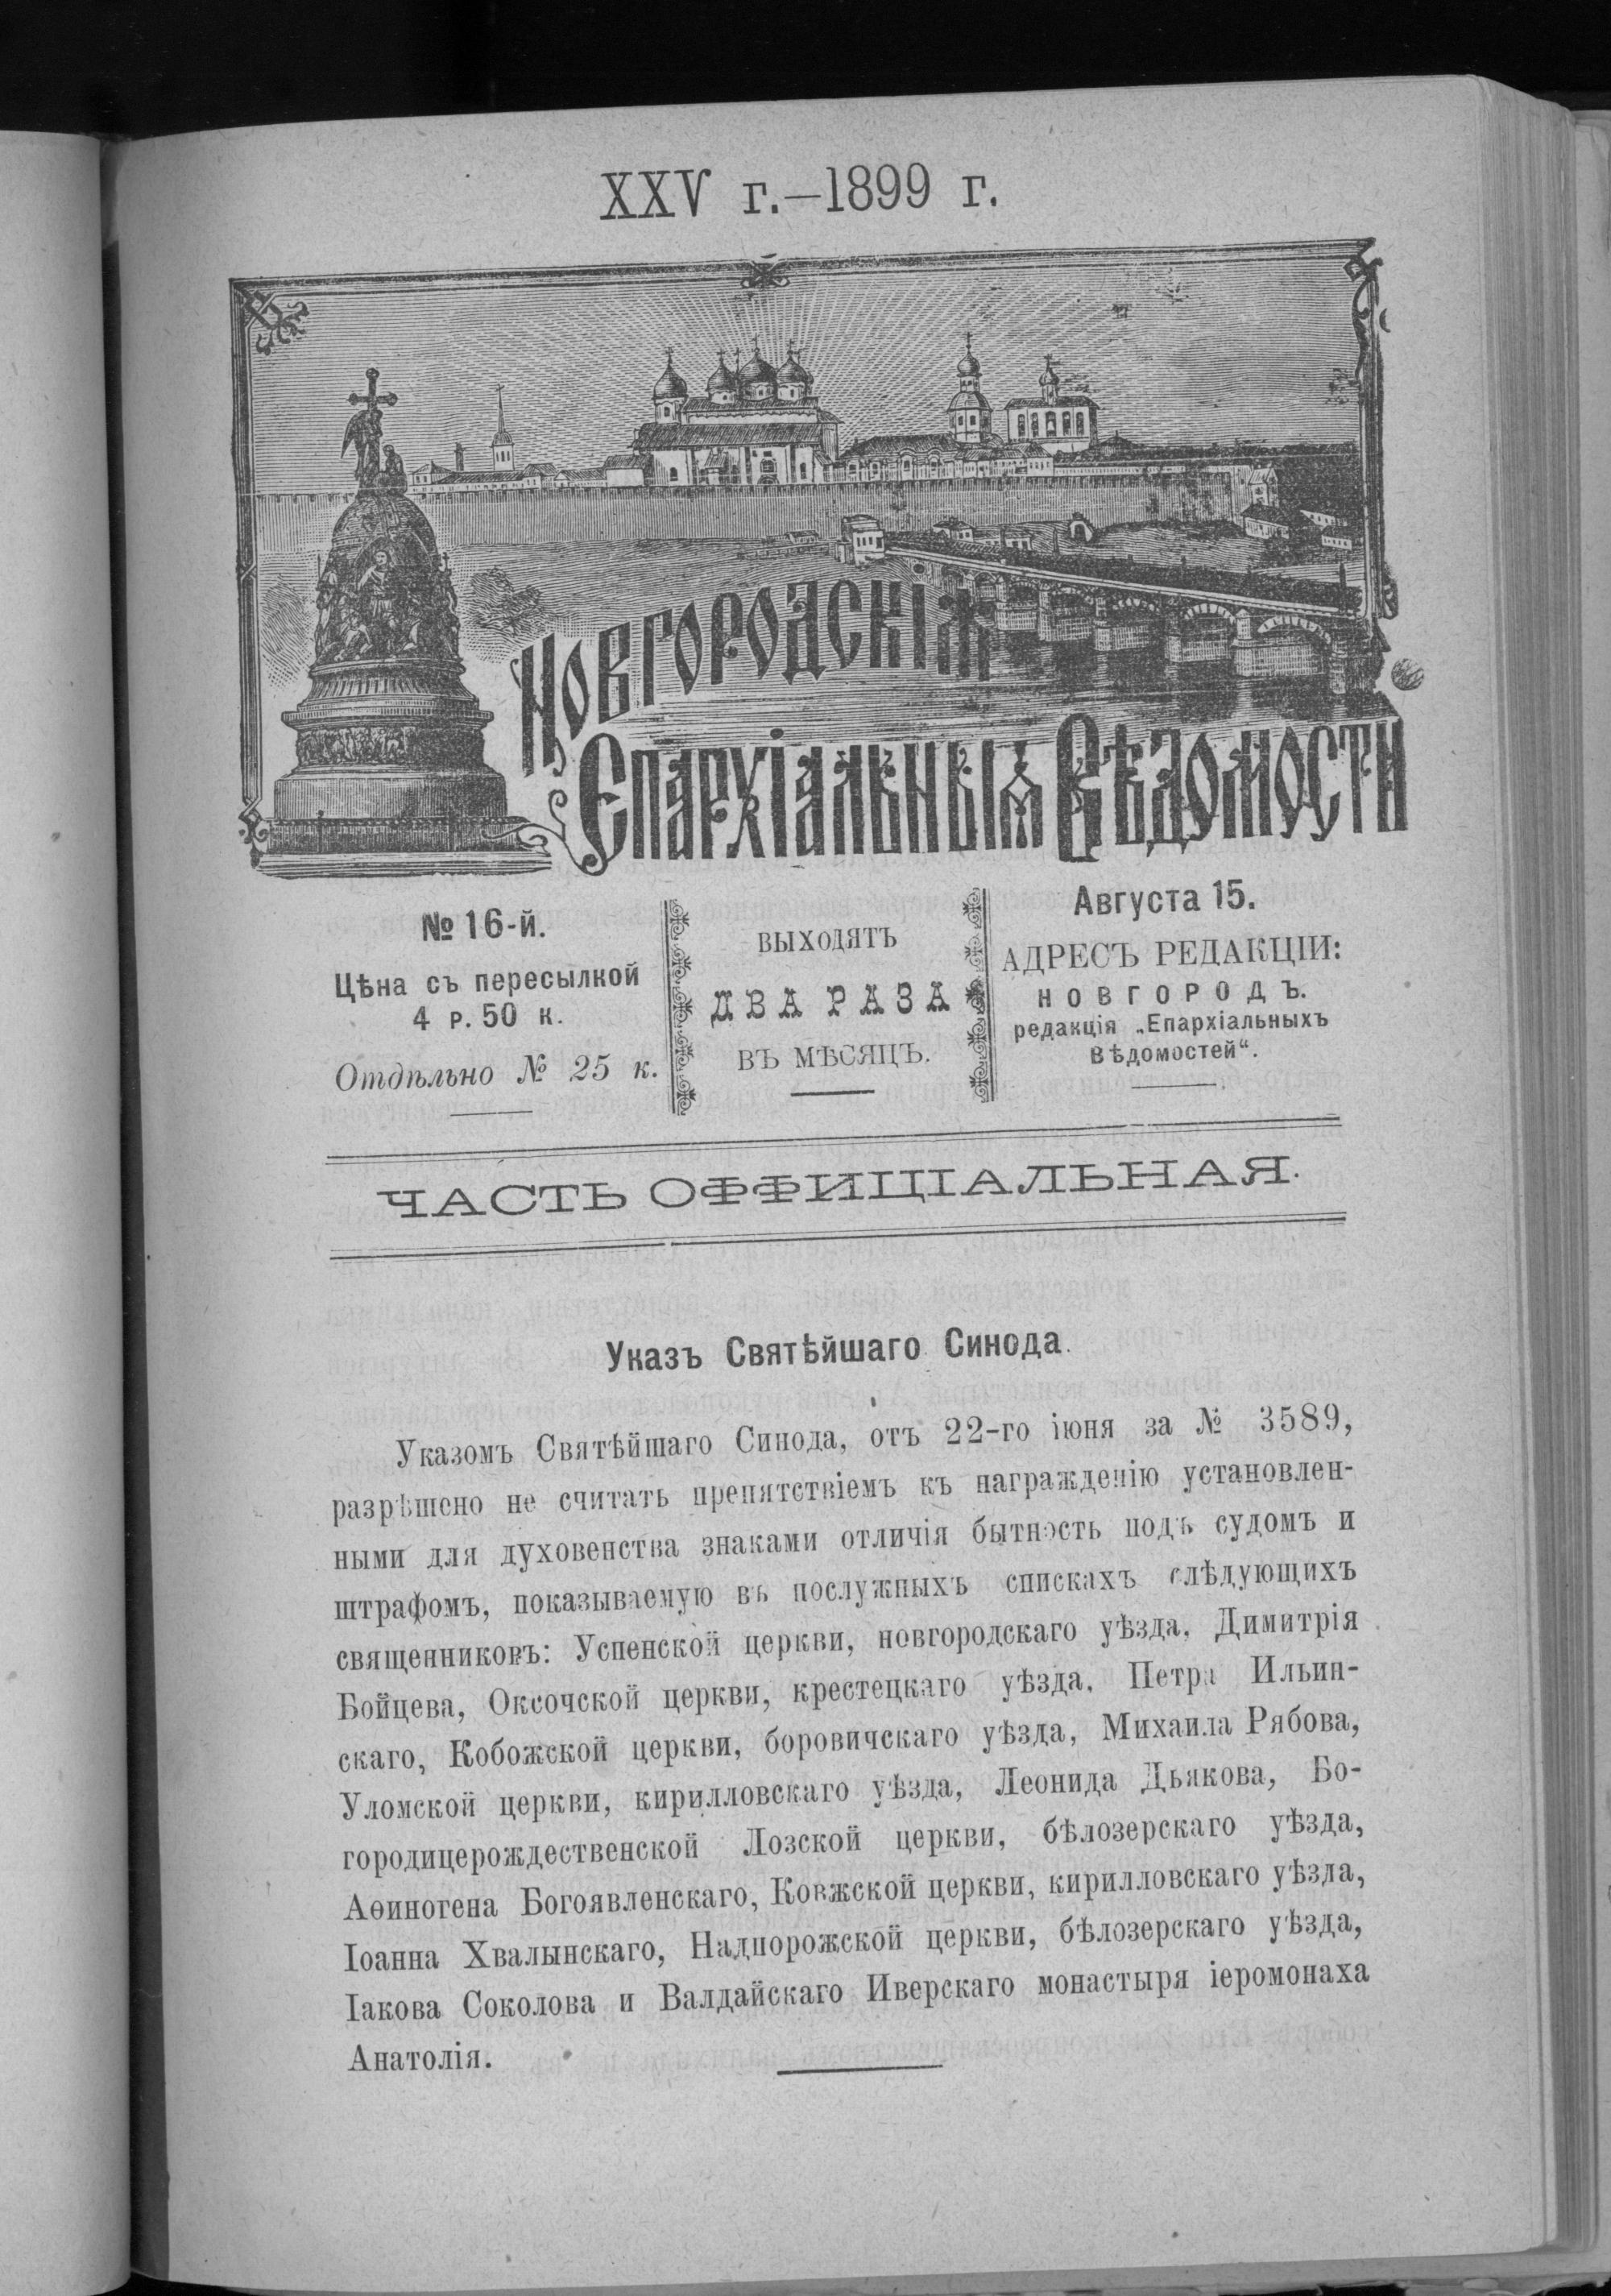 XXV г.—1899 г.
Новгородскія
Епархіальныя Вѣдомости
№ 16-й.
Цѣна съ пересылкой
4 р. 50 к.
Отдѣльно № 25 к.
ВЫХОДЯТЪ
ДВА РАЗА
ВЪ МѢСЯЦЪ.
Августа 15.
АДРЕСЪ РЕДАКЦІИ:
НОВГОРОДЪ.
редакція „Епархіальныхъ
Вѣдомостей“.
ЧАСТЬ ОФФИЦІАЛЬНАЯ.
Указъ Святѣйшаго Синода.
Указомъ Святѣйшаго Синода, отъ 22-го іюня за № 3589,
разрѣшено не считать препятствіемъ къ награжденію установлен-
ными для духовенства знаками отличія бытность подъ судомъ и
штрафомъ, показываемую въ послужныхъ спискахъ слѣдующихъ
священниковъ: Успенской церкви, новгородскаго уѣзда, Димитрія
Бойцева, Оксочской церкви, крестецкаго уѣзда, Петра Ильин-
скаго, Кобожской церкви, боровичскаго уѣзда, Михаила Рябова,
Уломской церкви, кирилловскаго уѣзда, Леонида Дьякова, Бо-
городицерождественской Лозской церкви, бѣлозерскаго уѣзда,
Аѳиногена Богоявленскаго, Ковжской церкви, кирилловскаго уѣзда,
Іоанна Хвалынскаго, Надпорожской церкви, бѣлозерскаго уѣзда,
Іакова Соколова и Валдайскаго Иверскаго монастыря іеромонаха
Анатолія.